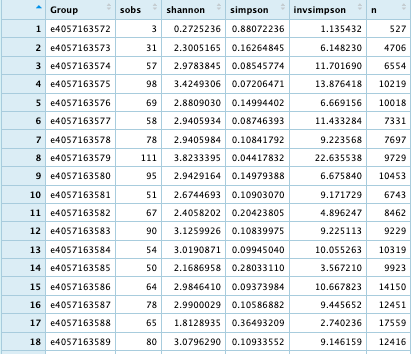 Group sobs shannon simpson invsimpson n
1 e4057163572 3 0.2725236 0.88072236 1.135432 527
2 e4057163573 31 2.3005165 0.16264845 6.148230 4706
3 e4057163574 57 2.9783845 0.08545774 11.701690 6554
4 e4057163575 98 3.4249306 0.07206471 13.876418 10219
5 e4057163576 69 2.8809030 0.14994402 6.669156 10018
6 e4057163577 58 2.9405934 0.08746393 11.433284 7331
7 e4057163578 78 2.9405984 0.10841792 9.223568 7697
8 e4057163579 111 3.8233395 0.04417832 22.635538 9729
9 e4057163580 95 2.9429164 0.14979388 6.675840 10453
10 e4057163581 51 2.6744693 0.10903070 9.171729 6743
11 e4057163582 67 2.4058202 0.20423805 4.896247 8462
12 e4057163583 90 3.1259926 0.10839975 9.225113 9229
13 e4057163584 54 3.0190871 0.09945040 10.055263 10319
14 e4057163585 50 2.1686958 0.28033110 3.567210 9923
15 e4057163586 64 2.9846410 0.09373984 10.667823 14150
16 e4057163587 78 2.9900029 0.10586882 9.445652 12451
17 e4057163588 65 1.8128935 0.36493209 2.740236 17559
18 e4057163589 80 3.0796290 0.10933552 9.146159 12416